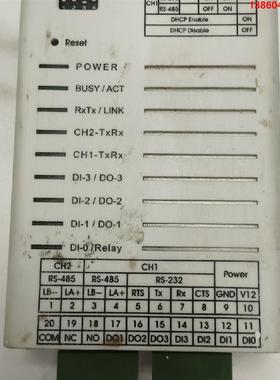 138604
CH1
RS-485 OFF ON
DHCP Enable ON
DHCP Disable OFF
Reset
POWER
BUSY / ACT
RxTx / LINK
CH2-TxRx
CH1-TxRx
DI-3 / DO-3
DI-2 / DO-2
DI-1 / DO-1
DI-0 / Relay
CH2 CH1 Power
RS-485 RS-485 RS-232
LB- LA+ LB- LA+ RTS Tx Rx CTS GND V12
1 2 3 4 5 6 7 8 9 10
20 19 18 17 16 15 14 13 12 11
COM NC NO DO1 DO2 DO3 DI3 DI2 DI1 DI0